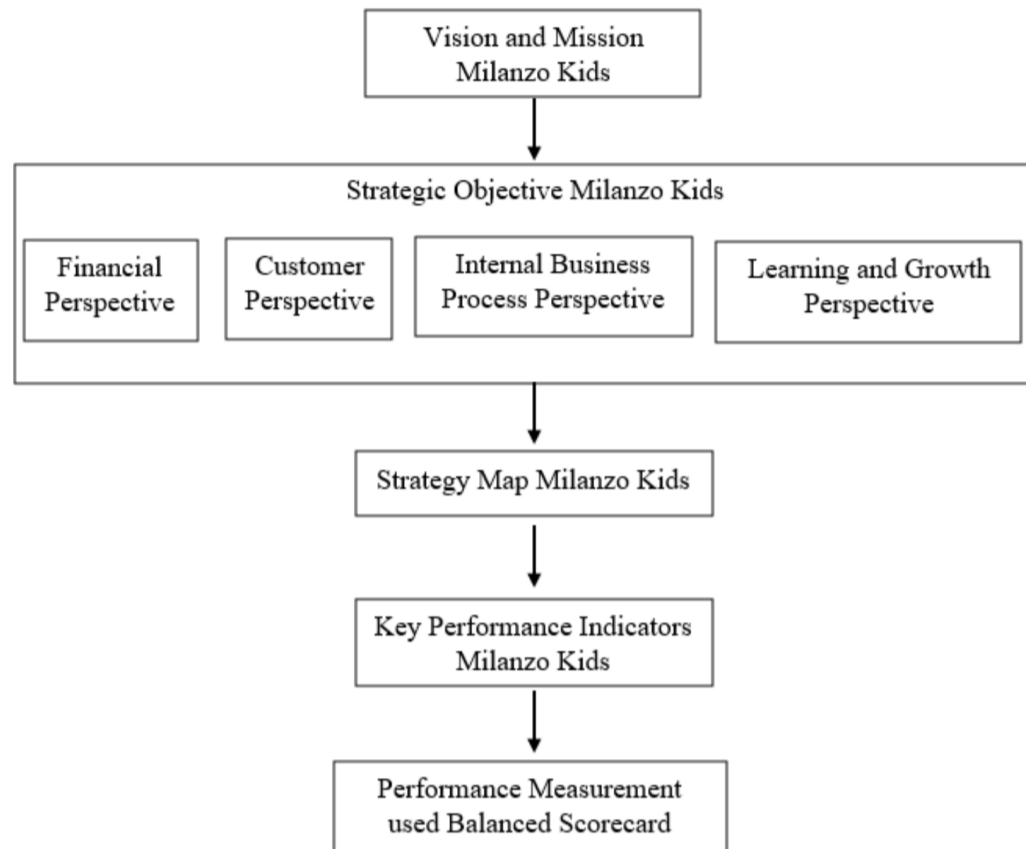 Vision and Mission
Milanzo Kids
Strategic Objective Milanzo Kids
Financial
Perspective
Customer
Perspective
Internal Business
Process Perspective
Learning and Growth
Perspective
Strategy Map Milanzo Kids
Key Performance Indicators
Milanzo Kids
Performance Measurement
used Balanced Scorecard